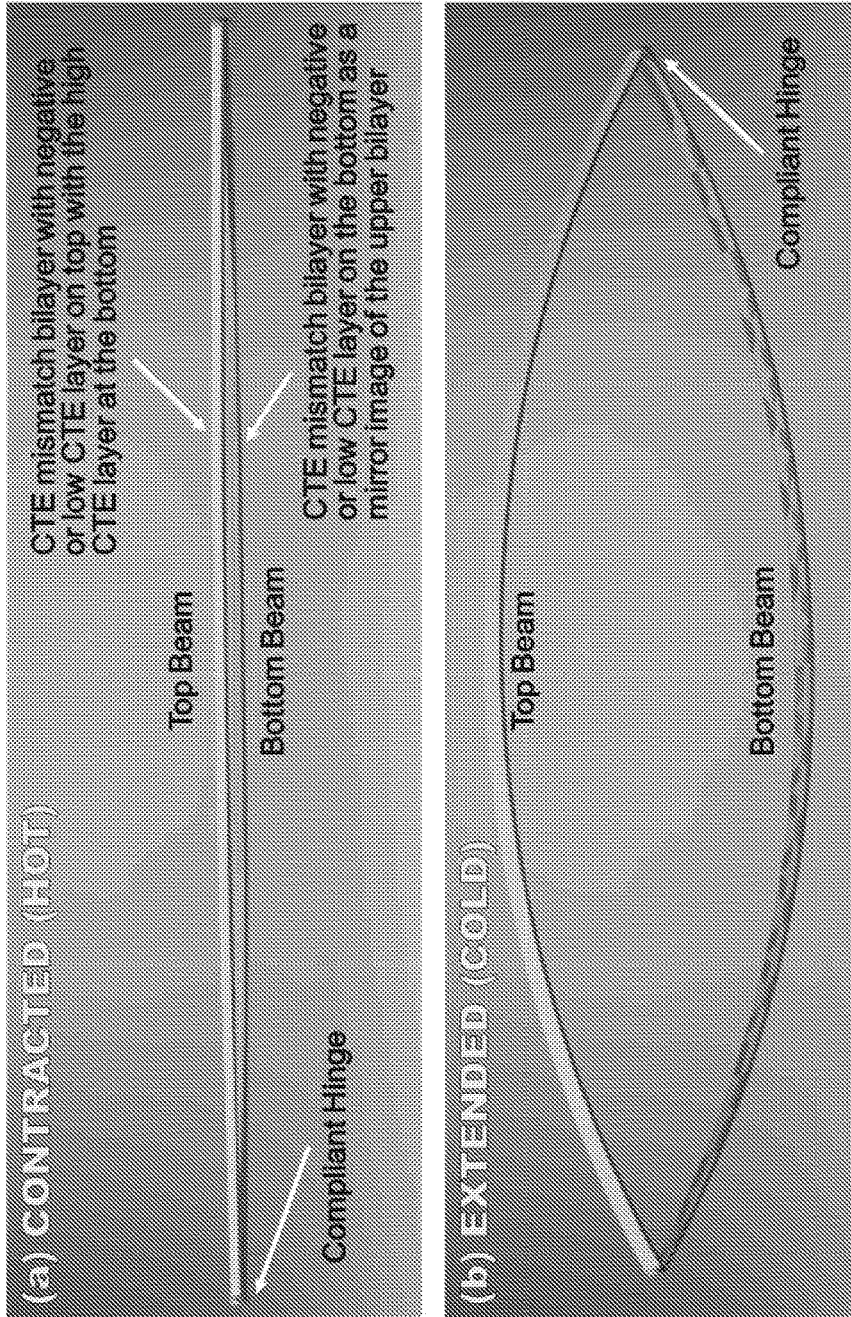 (a) CONTRACTED (HOT)
CTE mismatch bilayer with negative
or low CTE layer on top with the high
CTE layer at the bottom
Top Beam
Bottom Beam
CTE mismatch bilayer with negative
or low CTE layer on the bottom as a
mirror image of the upper bilayer
Compliant Hinge
(b) EXTENDED (COLD)
Top Beam
Bottom Beam
Compliant Hinge